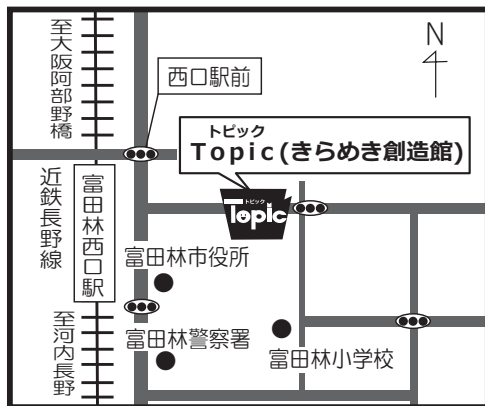 至大阪阿部野橋
近鉄長野線
富田林西口駅
至河内長野
西口駅前
N
トピック
Topic(きらめき創造館)
トピック
Topic
富田林市役所
富田林警察署
富田林小学校